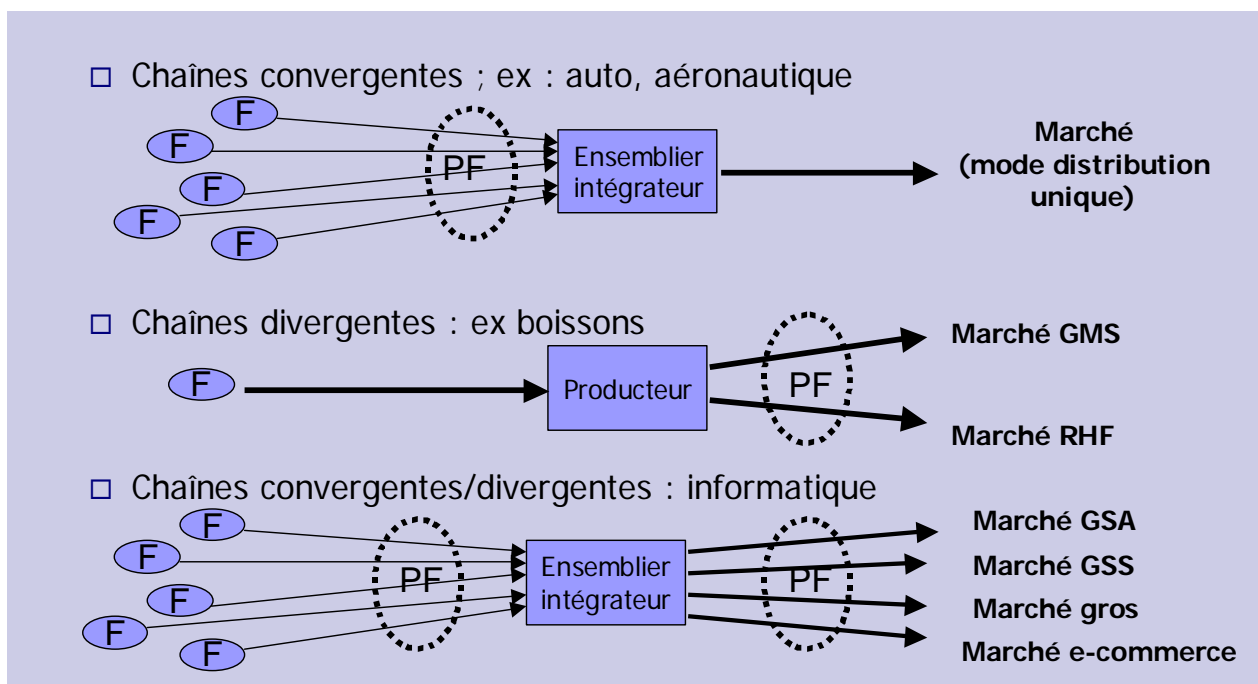 Chaînes convergentes ; ex : auto, aéronautique
F
F
F
F
F
PF
Ensemblier
intégrateur
Marché
(mode distribution
unique)
Chaînes divergentes : ex boissons
F
Producteur
PF
Marché GMS
Marché RHF
Chaînes convergentes/divergentes : informatique
F
F
F
F
F
PF
Ensemblier
intégrateur
PF
Marché GSA
Marché GSS
Marché gros
Marché e-commerce